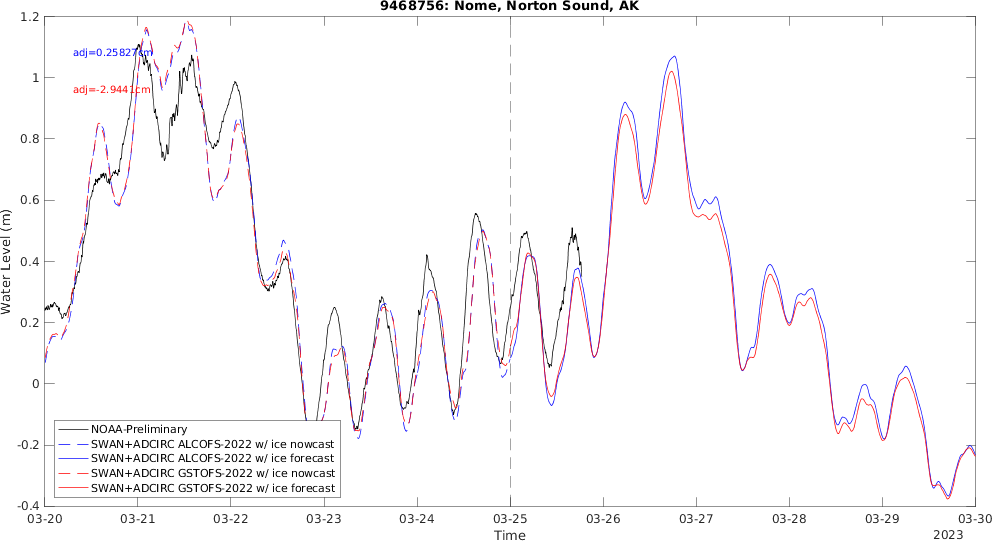 9468756: Nome, Norton Sound, AK
1.2
adj=0.25827cm
1
adj=-2.9441cm
0.8
0.6
Water Level (m)
0.4
0.2
0
NOAA-Preliminary
SWAN+ADCIRC ALCOFS-2022 w/ ice nowcast
-0.2
SWAN+ADCIRC ALCOFS-2022 w/ ice forecast
SWAN+ADCIRC GSTOFS-2022 w/ ice nowcast
SWAN+ADCIRC GSTOFS-2022 w/ ice forecast
-0.4
03-20 03-21 03-22 03-23 03-24 03-25 03-26 03-27 03-28 03-29 03-30
Time
2023